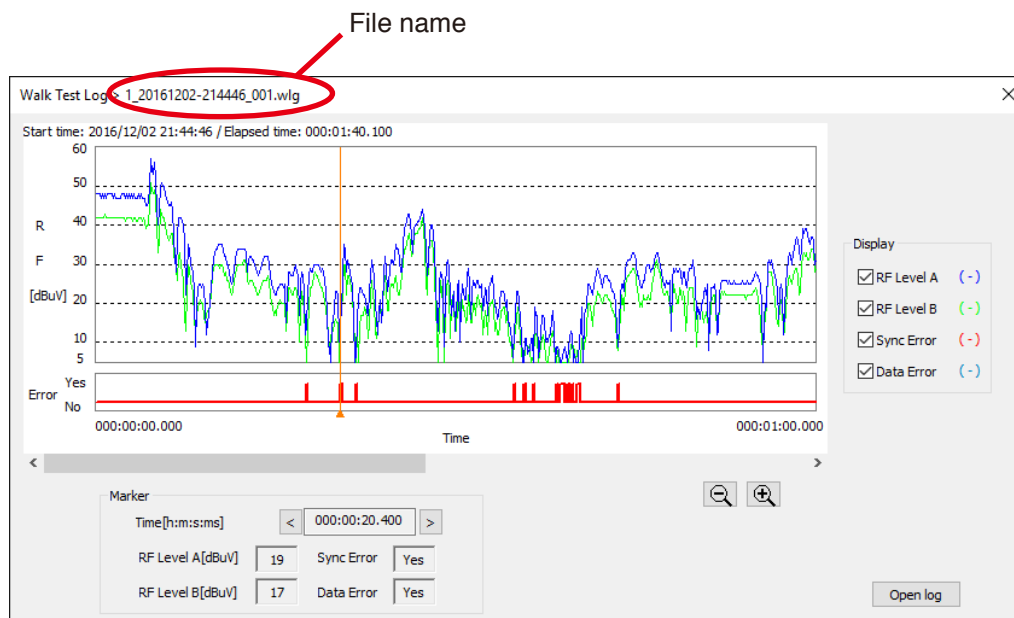 File name
Walk Test Log > 1_20161202-214446_001.wlg
Start time: 2016/12/02 21:44:46 / Elapsed time: 000:01:40.100
60
50
R 40
F 30
[dBuV] 20
10
5
Yes
Error
No
000:00:00.000 000:01:00.000
Time
Display
RF Level A (-)
RF Level B (-)
Sync Error (-)
Data Error (-)
Marker
Time[h:m:s:ms] < 000:00:20.400 >
RF Level A[dBuV] 19 Sync Error Yes
RF Level B[dBuV] 17 Data Error Yes
Open log